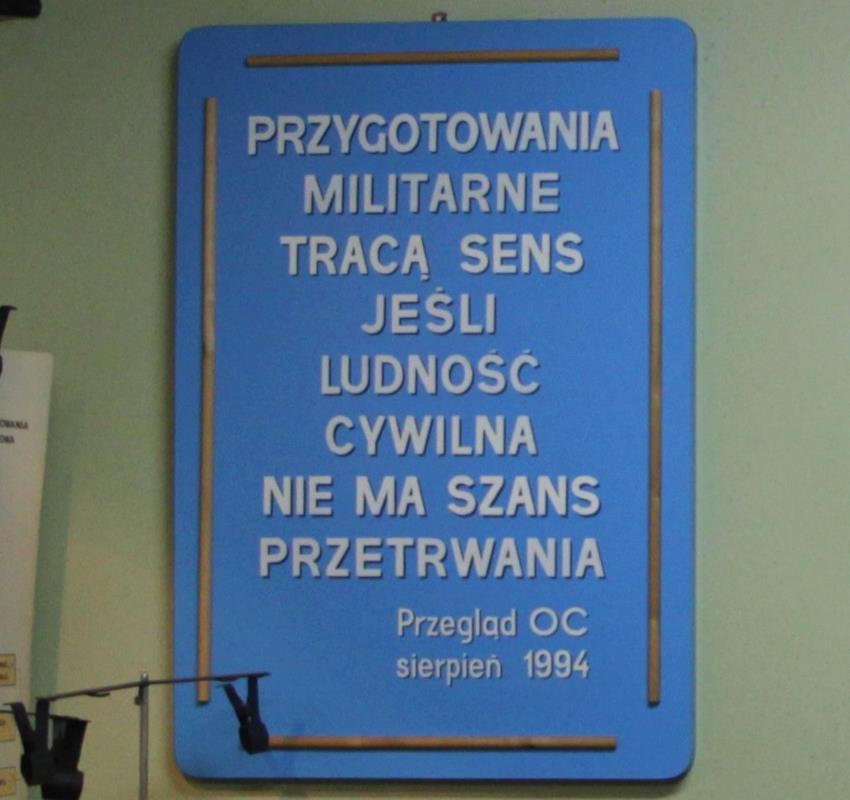 PRZYGOTOWANIA
MILITARNE
TRACĄ SENS
JEŚLI
LUDNOŚĆ
CYWILNA
NIE MA SZANS
PRZETRWANIA
Przegląd OC
sierpień 1994